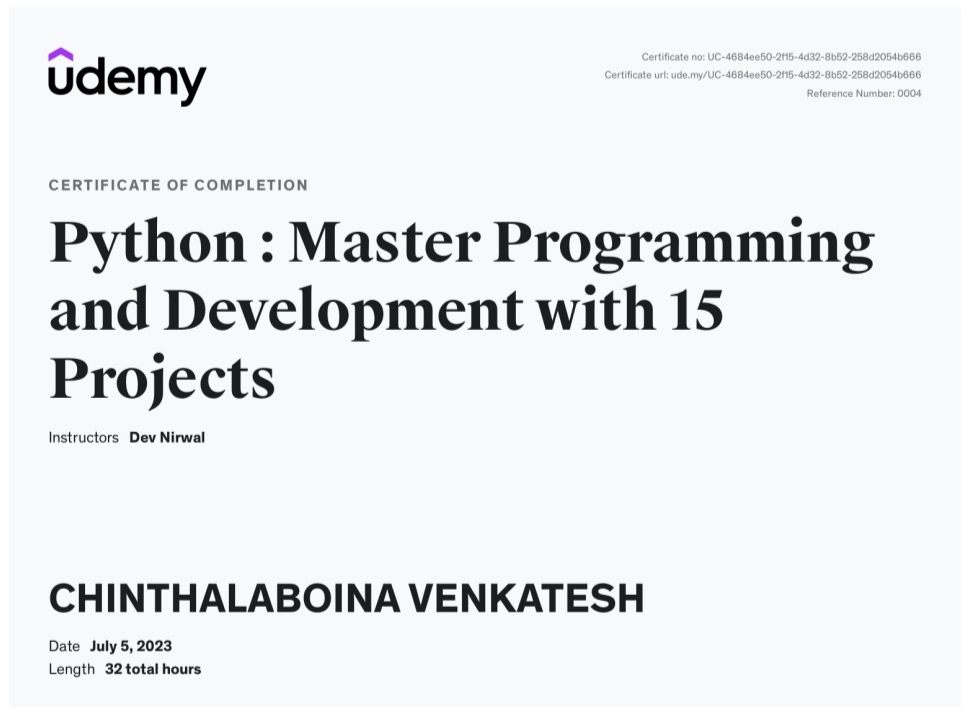 udemy
Certificate no: UC-4684ee50-2f15-4d32-8b52-258d2054b666
Certificate url: ude.my/UC-4684ee50-2f15-4d32-8b52-258d2054b666
Reference Number: 0004
CERTIFICATE OF COMPLETION
Python : Master Programming
and Development with 15
Projects
Instructors Dev Nirwal
CHINTHALABOINA VENKATESH
Date July 5, 2023
Length 32 total hours